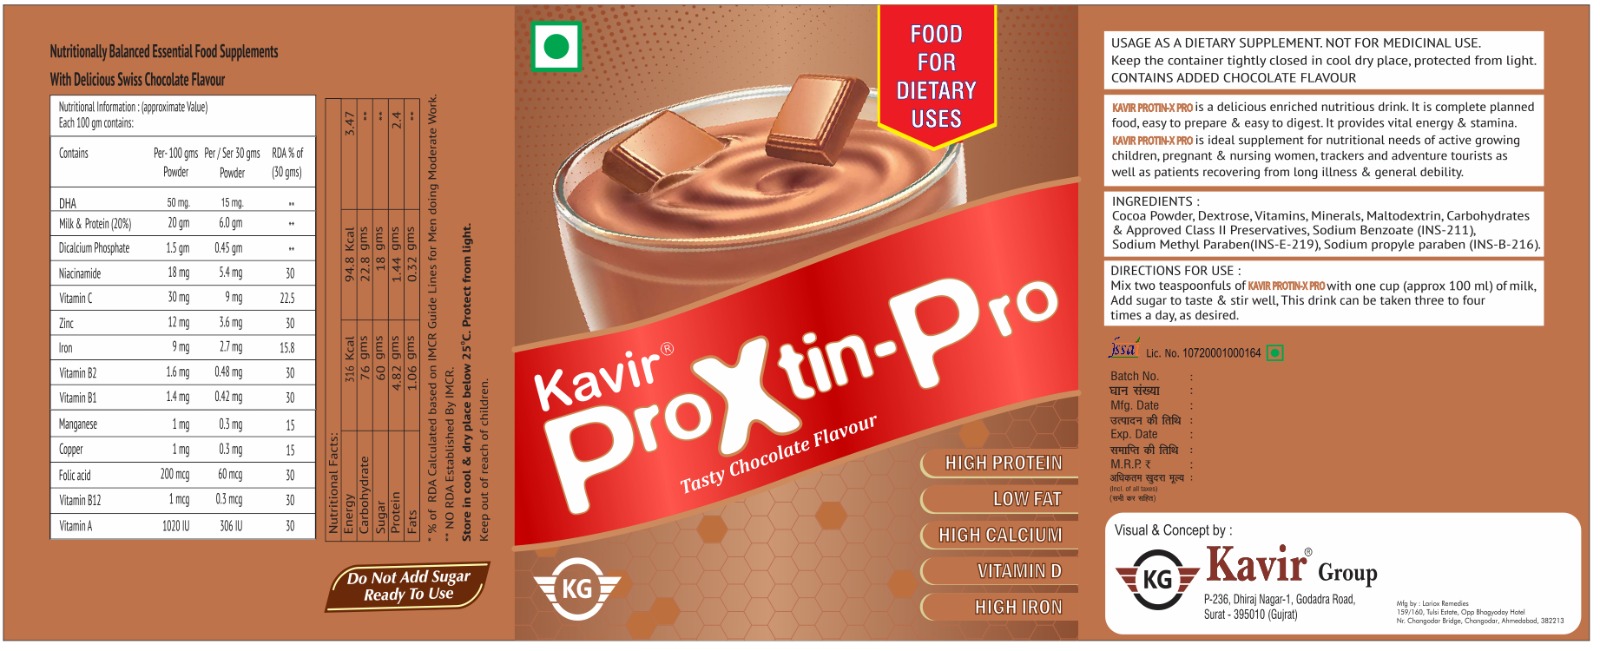 Nutritionally Balanced Essential Food Supplements
With Delicious Swiss Chocolate Flavour
Nutritional Information : (approximate Value)
Each 100 gm contains:
Contains Per- 100 gms Powder Per / Ser 30 gms Powder RDA % of (30 gms)
DHA 50 mg. 15 mg. **
Milk & Protein (20%) 20 gm 6.0 gm **
Dicalcium Phosphate 1.5 gm 0.45 gm **
Niacinamide 18 mg 5.4 mg 30
Vitamin C 30 mg 9 mg 22.5
Zinc 12 mg 3.6 mg 30
Iron 9 mg 2.7 mg 15.8
Vitamin B2 1.6 mg 0.48 mg 30
Vitamin B1 1.4 mg 0.42 mg 30
Manganese 1 mg 0.3 mg 15
Copper 1 mg 0.3 mg 15
Folic acid 200 mcg 60 mcg 30
Vitamin B12 1 mcg 0.3 mcg 30
Vitamin A 1020 IU 306 IU 30
Nutritional Facts:
Energy 316 Kcal 94.8 Kcal 3.47
Carbohydrate 76 gms 22.8 gms **
Sugar 60 gms 18 gms **
Protein 4.82 gms 1.44 gms 2.4
Fats 1.06 gms 0.32 gms **
* % of RDA Calculated based on IMCR Guide Lines for Men doing Moderate Work.
** NO RDA Established By IMCR.
Store in cool & dry place below 25°C. Protect from light.
Keep out of reach of children.
Do Not Add Sugar
Ready To Use
FOOD
FOR
DIETARY
USES
Kavir®
ProXtin-Pro
Tasty Chocolate Flavour
HIGH PROTEIN
LOW FAT
HIGH CALCIUM
VITAMIN D
HIGH IRON
KG
USAGE AS A DIETARY SUPPLEMENT. NOT FOR MEDICINAL USE.
Keep the container tightly closed in cool dry place, protected from light.
CONTAINS ADDED CHOCOLATE FLAVOUR
KAVIR PROTIN-X PRO is a delicious enriched nutritious drink. It is complete planned
food, easy to prepare & easy to digest. It provides vital energy & stamina.
KAVIR PROTIN-X PRO is ideal supplement for nutritional needs of active growing
children, pregnant & nursing women, trackers and adventure tourists as
well as patients recovering from long illness & general debility.
INGREDIENTS :
Cocoa Powder, Dextrose, Vitamins, Minerals, Maltodextrin, Carbohydrates
& Approved Class II Preservatives, Sodium Benzoate (INS-211),
Sodium Methyl Paraben(INS-E-219), Sodium propyle paraben (INS-B-216).
DIRECTIONS FOR USE :
Mix two teaspoonfuls of KAVIR PROTIN-X PRO with one cup (approx 100 ml) of milk,
Add sugar to taste & stir well, This drink can be taken three to four
times a day, as desired.
fssai Lic. No. 10720001000164
Batch No. :
घान संख्या :
Mfg. Date :
उत्पादन की तिथि :
Exp. Date :
समाप्ति की तिथि :
M.R.P. ₹ :
अधिकतम खुदरा मूल्य :
(Incl. of all taxes)
(सभी कर सहित)
Visual & Concept by :
KG Kavir® Group
P-236, Dhiraj Nagar-1, Godadra Road,
Surat - 395010 (Gujrat)
Mfg by : Lariox Remedies
159/160, Tulsi Estate, Opp Bhagyoday Hotel
Nr. Changodar Bridge, Changodar, Ahmedabad, 382213